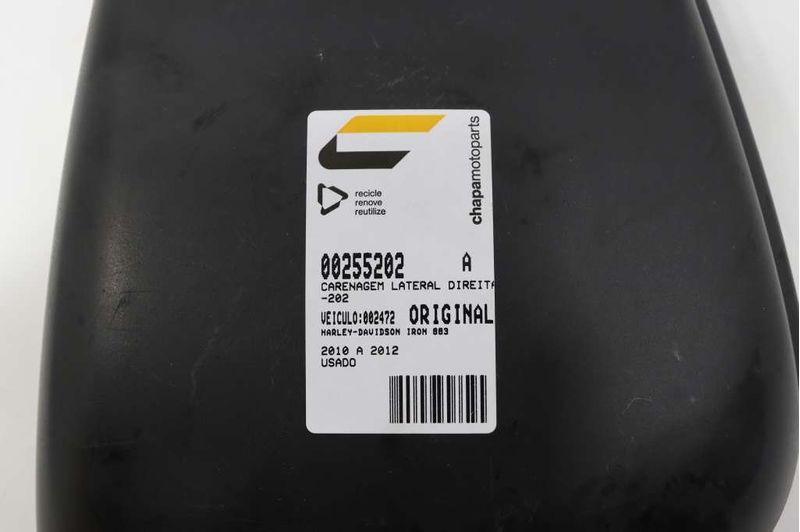 chapamotoparts
recicle
renove
reutilize
00255202 A
CARENAGEM LATERAL DIREITA
-202
VEICULO:002472 ORIGINAL
HARLEY-DAVIDSON IRON 883
2010 A 2012
USADO